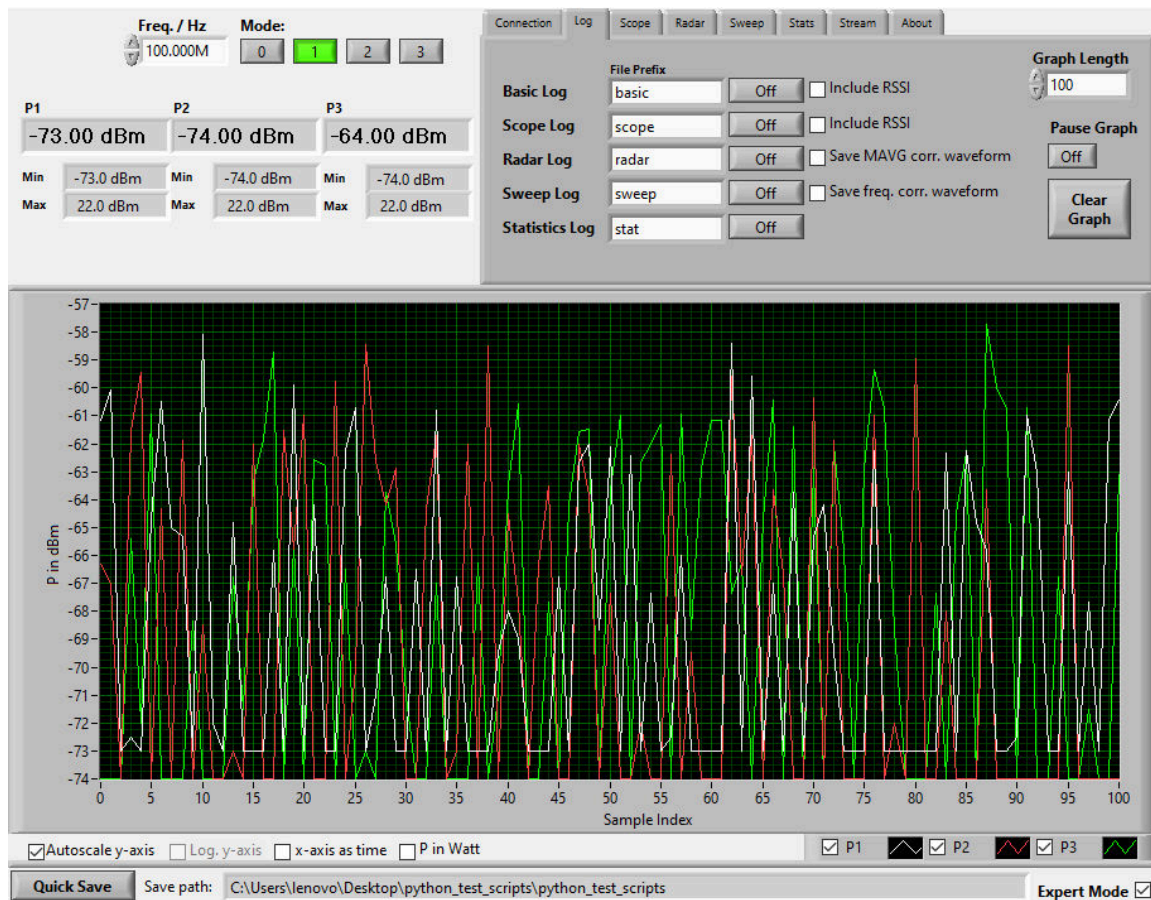 Freq. / Hz Mode:
100.000M 0 1 2 3
P1 P2 P3
-73.00 dBm -74.00 dBm -64.00 dBm
Min -73.0 dBm Min -74.0 dBm Min -74.0 dBm
Max 22.0 dBm Max 22.0 dBm Max 22.0 dBm
Connection Log Scope Radar Sweep Stats Stream About
File Prefix
Basic Log basic Off Include RSSI
Scope Log scope Off Include RSSI
Radar Log radar Off Save MAVG corr. waveform
Sweep Log sweep Off Save freq. corr. waveform
Statistics Log stat Off
Graph Length
100
Pause Graph
Off
Clear
Graph
P in dBm
-57
-58
-59
-60
-61
-62
-63
-64
-65
-66
-67
-68
-69
-70
-71
-72
-73
-74
0 5 10 15 20 25 30 35 40 45 50 55 60 65 70 75 80 85 90 95 100
Sample Index
Autoscale y-axis Log. y-axis x-axis as time P in Watt P1 P2 P3
Quick Save Save path: C:\Users\lenovo\Desktop\python_test_scripts\python_test_scripts Expert Mode